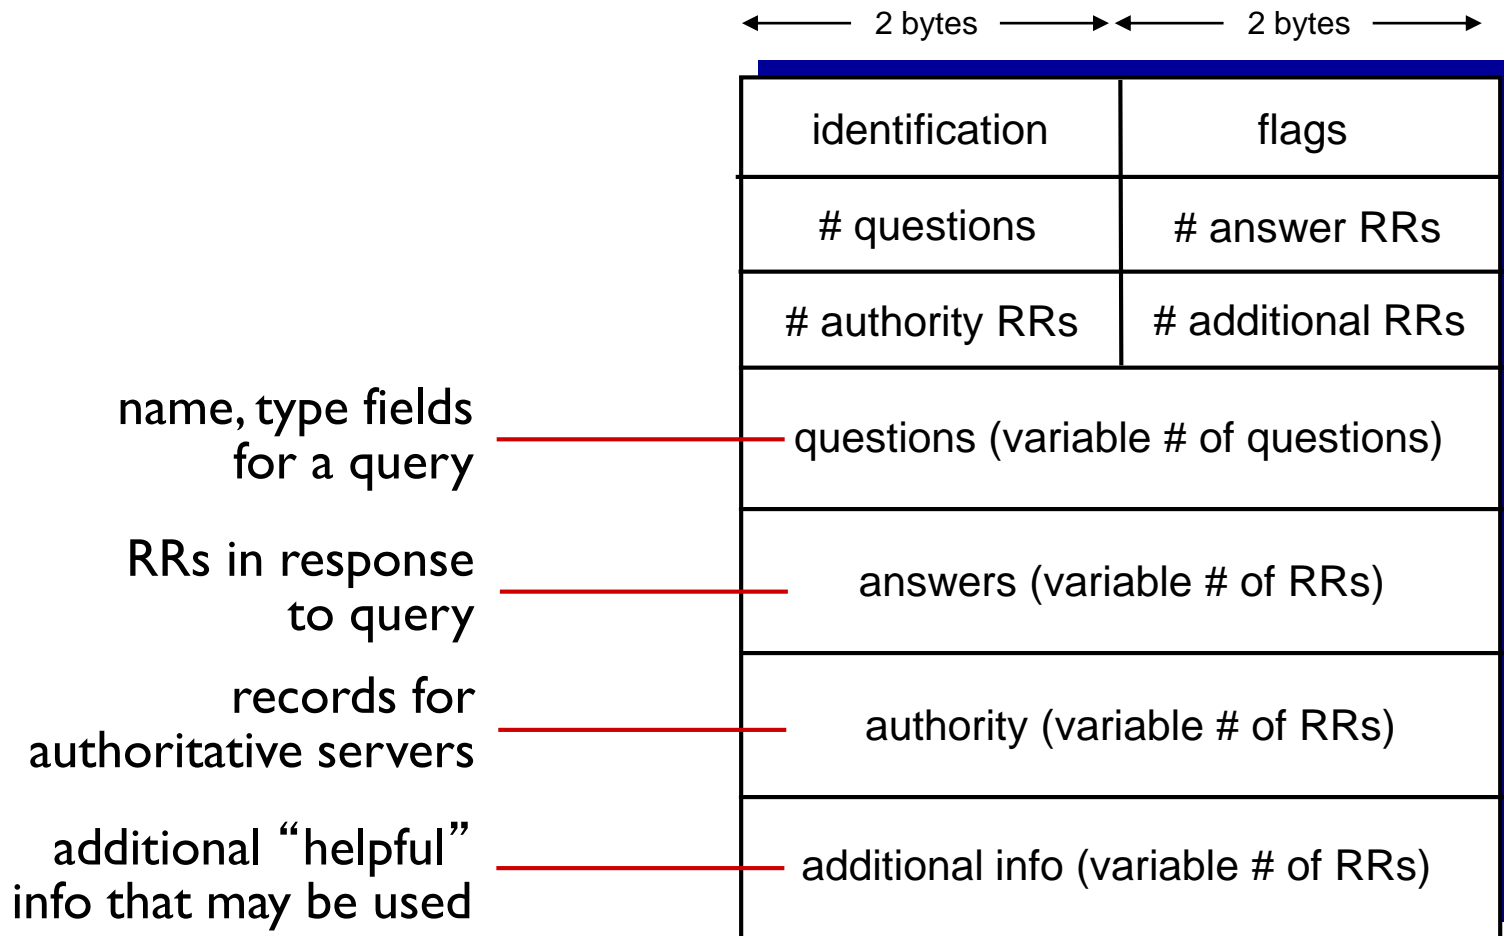 2 bytes 2 bytes
identification flags
# questions # answer RRs
# authority RRs # additional RRs
name, type fields
for a query
questions (variable # of questions)
RRs in response
to query
answers (variable # of RRs)
records for
authoritative servers
authority (variable # of RRs)
additional “helpful”
info that may be used
additional info (variable # of RRs)